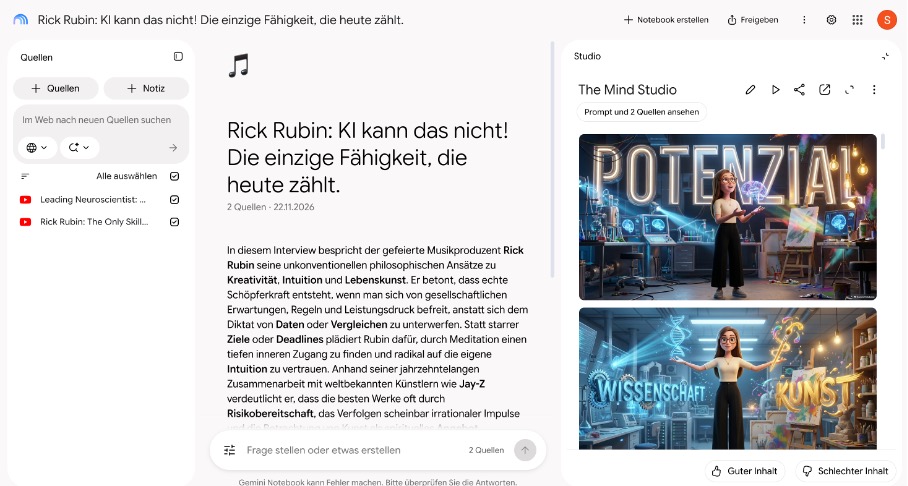 Rick Rubin: KI kann das nicht! Die einzige Fähigkeit, die heute zählt.
Notebook erstellen
Freigeben
S
Quellen
Quellen
Notiz
Im Web nach neuen Quellen suchen
Alle auswählen
Leading Neuroscientist: ...
Rick Rubin: The Only Skill...
Rick Rubin: KI kann das nicht!
Die einzige Fähigkeit, die
heute zählt.
2 Quellen · 22.11.2026
In diesem Interview bespricht der gefeierte Musikproduzent Rick
Rubin seine unkonventionellen philosophischen Ansätze zu
Kreativität, Intuition und Lebenskunst. Er betont, dass echte
Schöpferkraft entsteht, wenn man sich von gesellschaftlichen
Erwartungen, Regeln und Leistungsdruck befreit, anstatt sich dem
Diktat von Daten oder Vergleichen zu unterwerfen. Statt starrer
Ziele oder Deadlines plädiert Rubin dafür, durch Meditation einen
tiefen inneren Zugang zu finden und radikal auf die eigene
Intuition zu vertrauen. Anhand seiner jahrzehntelangen
Zusammenarbeit mit weltbekannten Künstlern wie Jay-Z
verdeutlicht er, dass die besten Werke oft durch
Risikobereitschaft, das Verfolgen scheinbar irrationaler Impulse
Frage stellen oder etwas erstellen
2 Quellen
Gemini Notebook kann Fehler machen. Bitte überprüfen Sie die Antworten.
Studio
The Mind Studio
Prompt und 2 Quellen ansehen
POTENZIAL
WISSENSCHAFT
KUNST
Guter Inhalt
Schlechter Inhalt